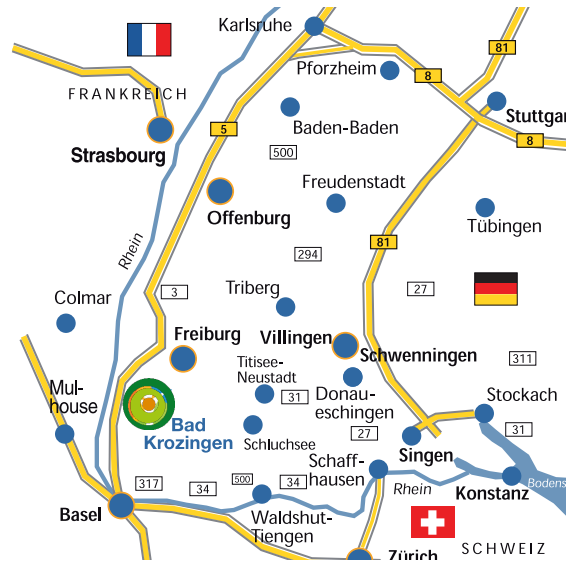 Karlsruhe
81
Pforzheim
8
FRANKREICH
Stuttgar
Baden-Baden
5
8
Strasbourg
500
Freudenstadt
Offenburg
Tübingen
Rhein
81
294
27
3
Triberg
Colmar
Freiburg
Villingen
Schwenningen
311
Titisee-
Neustadt
Mul-
house
31
Donau-
eschingen
Stockach
Bad
Krozingen
Schluchsee
27
31
Singen
Schaff-
hausen
317
34
500
34
Rhein
Konstanz
Bodens
Basel
Waldshut-
Tiengen
Zürich
SCHWEIZ